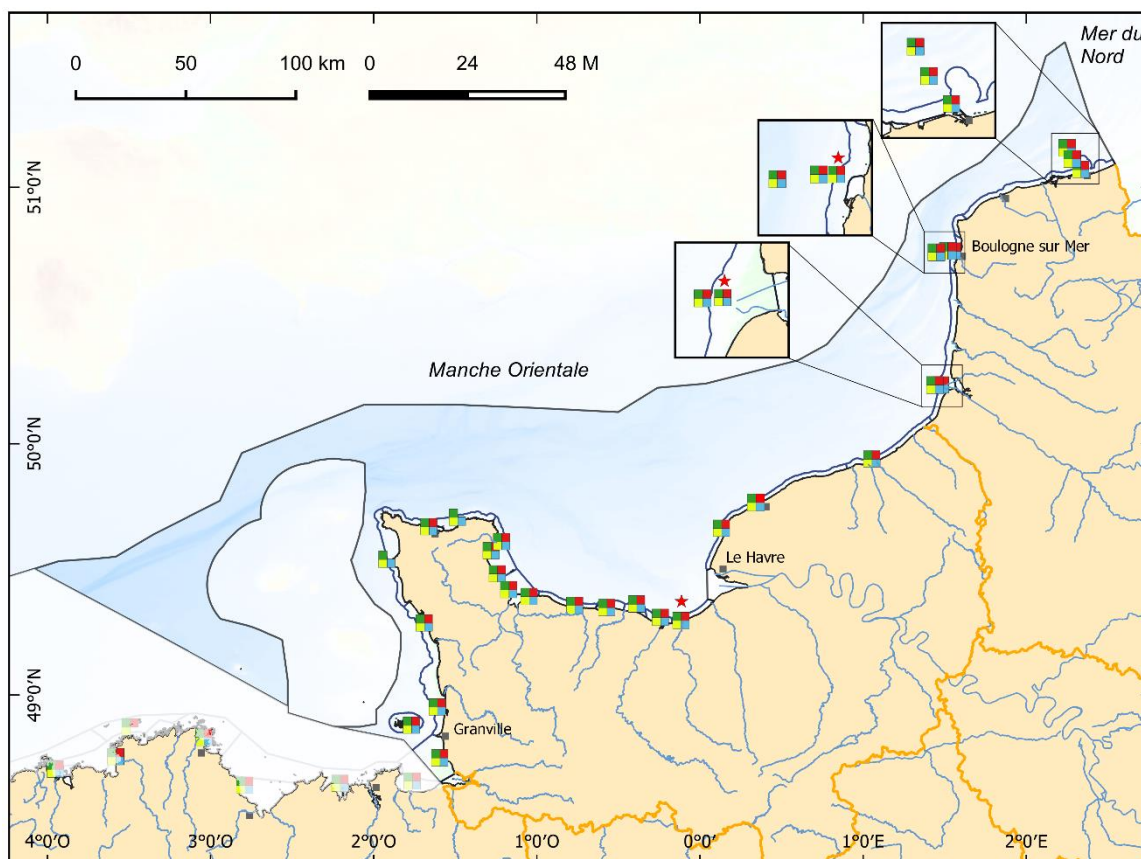 Mer du
Nord
0 50 100 km 0 24 48 M
51°0'N
Boulogne sur Mer
Manche Orientale
50°0'N
Le Havre
49°0'N
Granville
4°0'O 3°0'O 2°0'O 1°0'O 0°0' 1°0'E 2°0'E